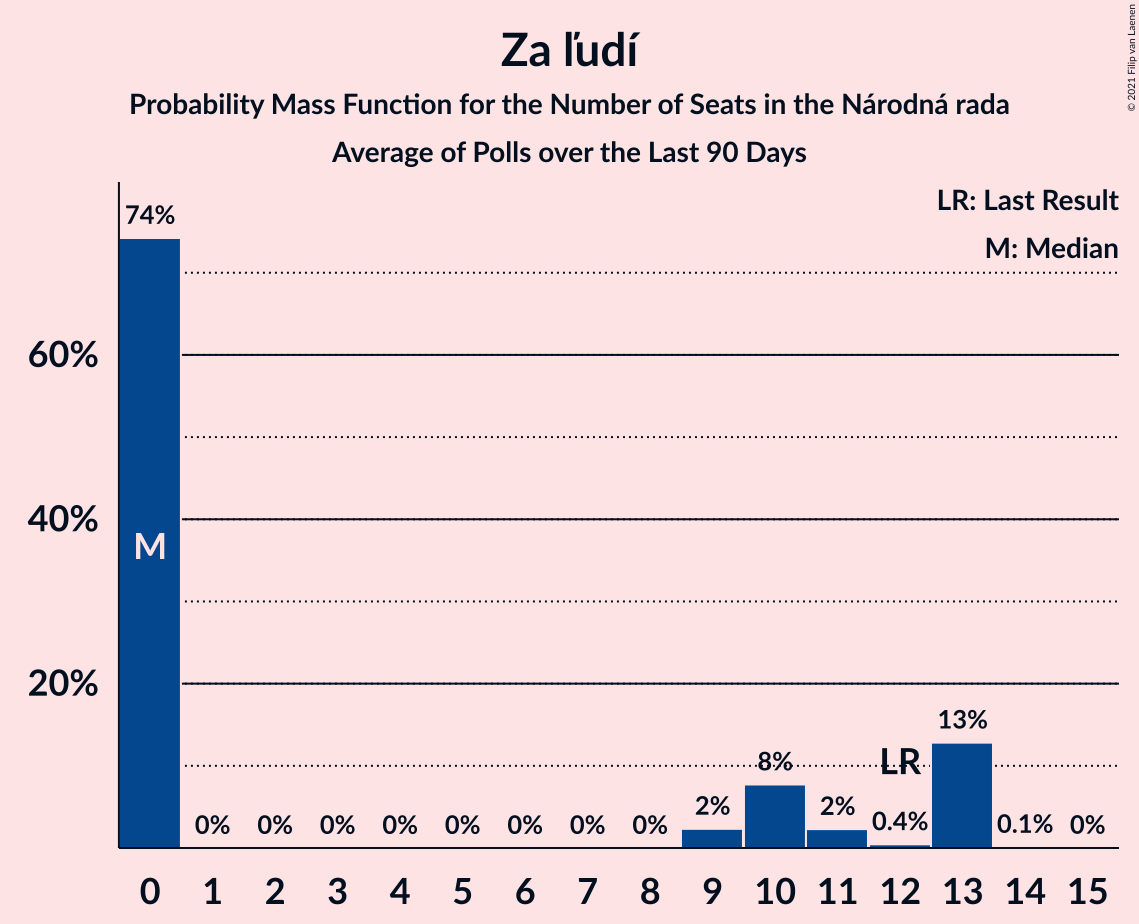 Za ľudí
Probability Mass Function for the Number of Seats in the Národná rada
Average of Polls over the Last 90 Days
© 2021 Filip van Laenen
LR: Last Result
M: Median
74%
60%
40%
M
20%
13%
LR
8%
2% 2% 0.4%
0% 0% 0% 0% 0% 0% 0% 0% 0.1% 0%
0 1 2 3 4 5 6 7 8 9 10 11 12 13 14 15